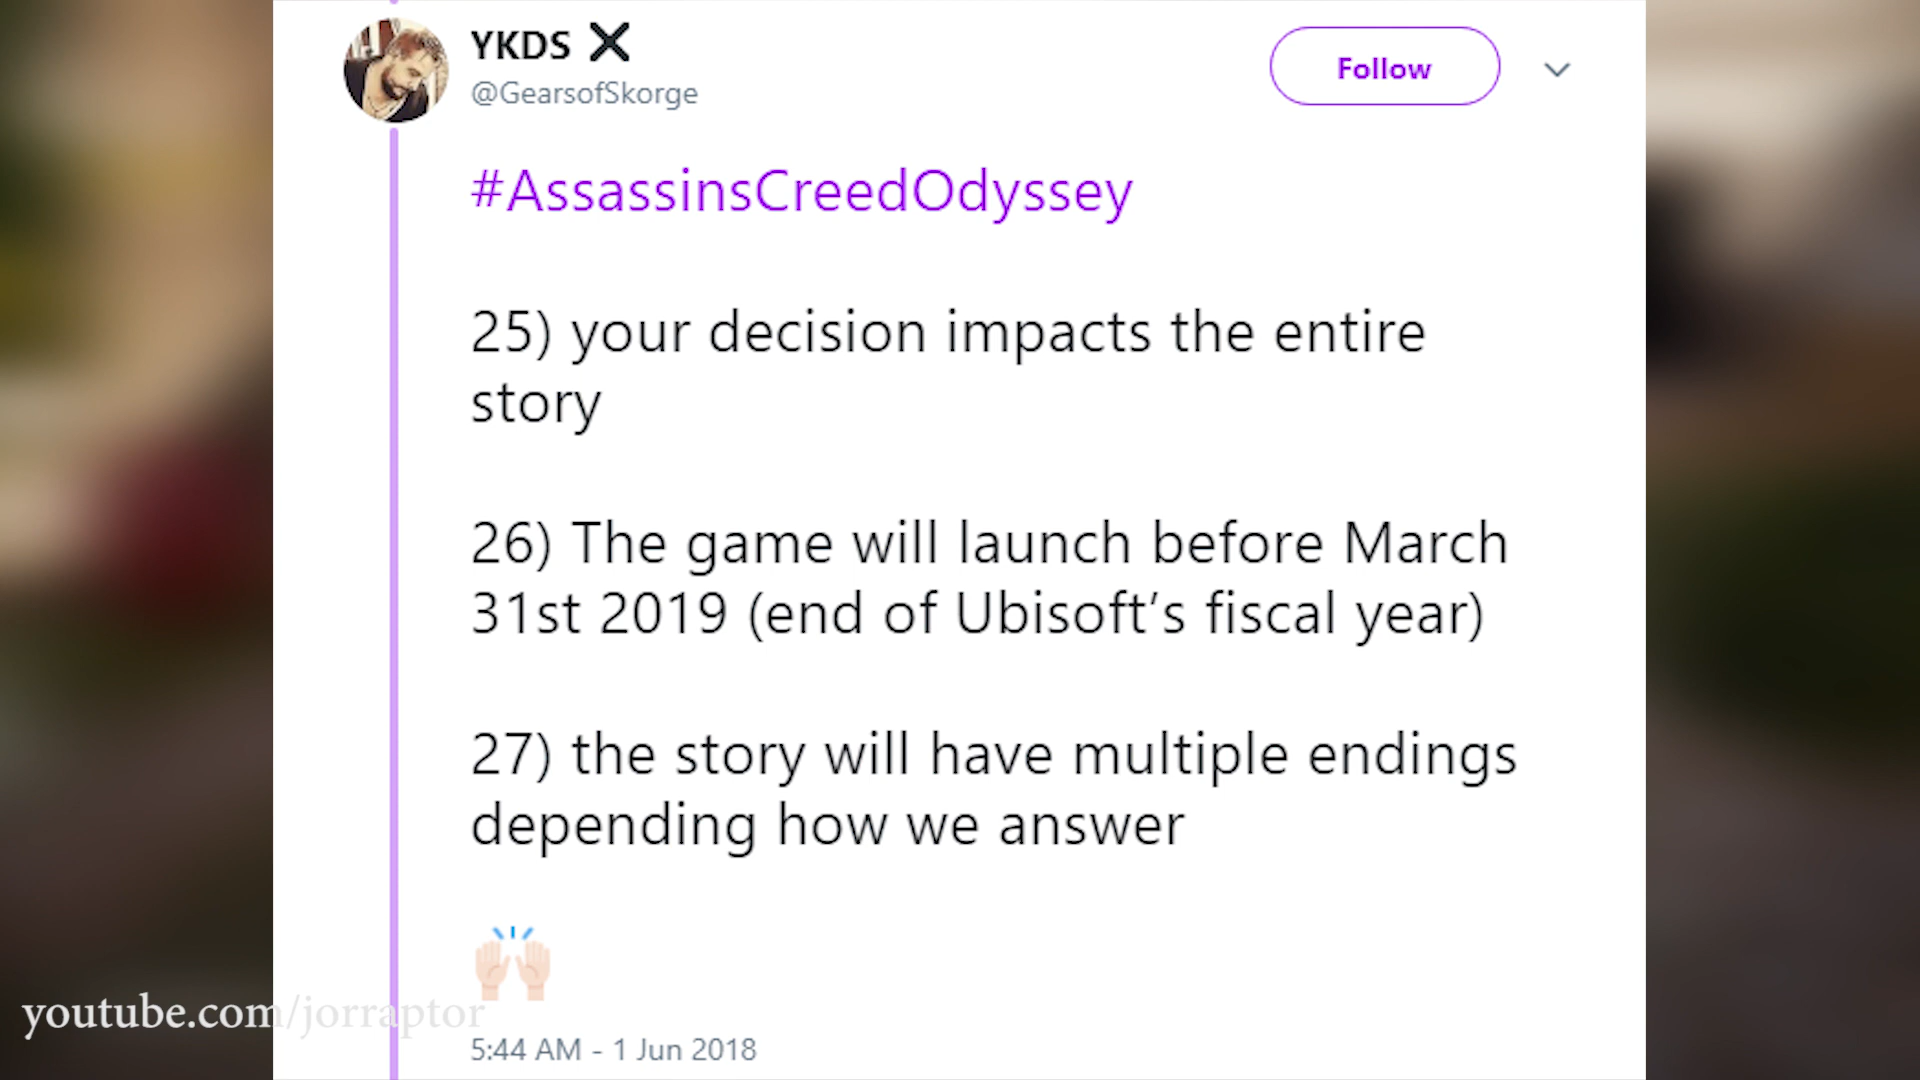 YKDS ✕
@GearsofSkorge
Follow
#AssassinsCreedOdyssey
25) your decision impacts the entire
story
26) The game will launch before March
31st 2019 (end of Ubisoft’s fiscal year)
27) the story will have multiple endings
depending how we answer
🙌🏻
youtube.com/jorraptor
5:44 AM - 1 Jun 2018